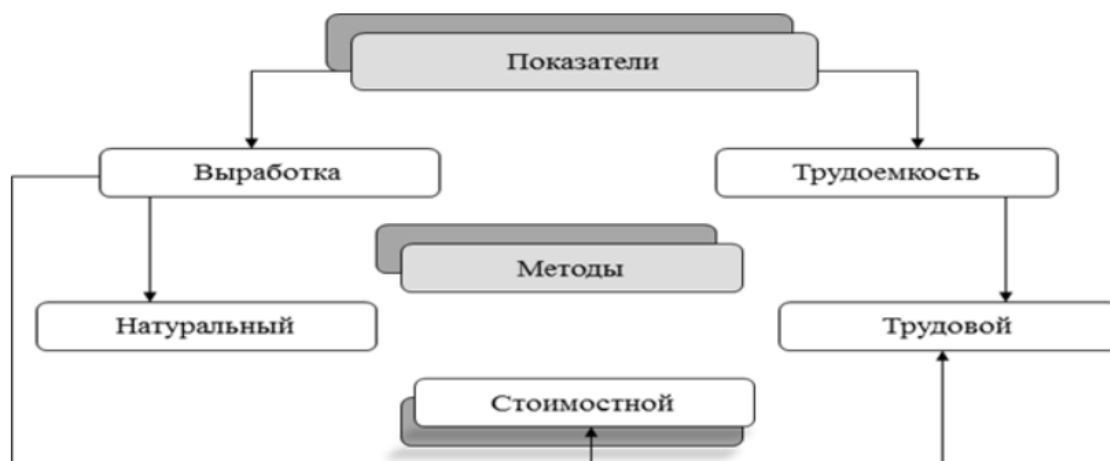 Показатели
Выработка
Трудоемкость
Методы
Натуральный
Трудовой
Стоимостной